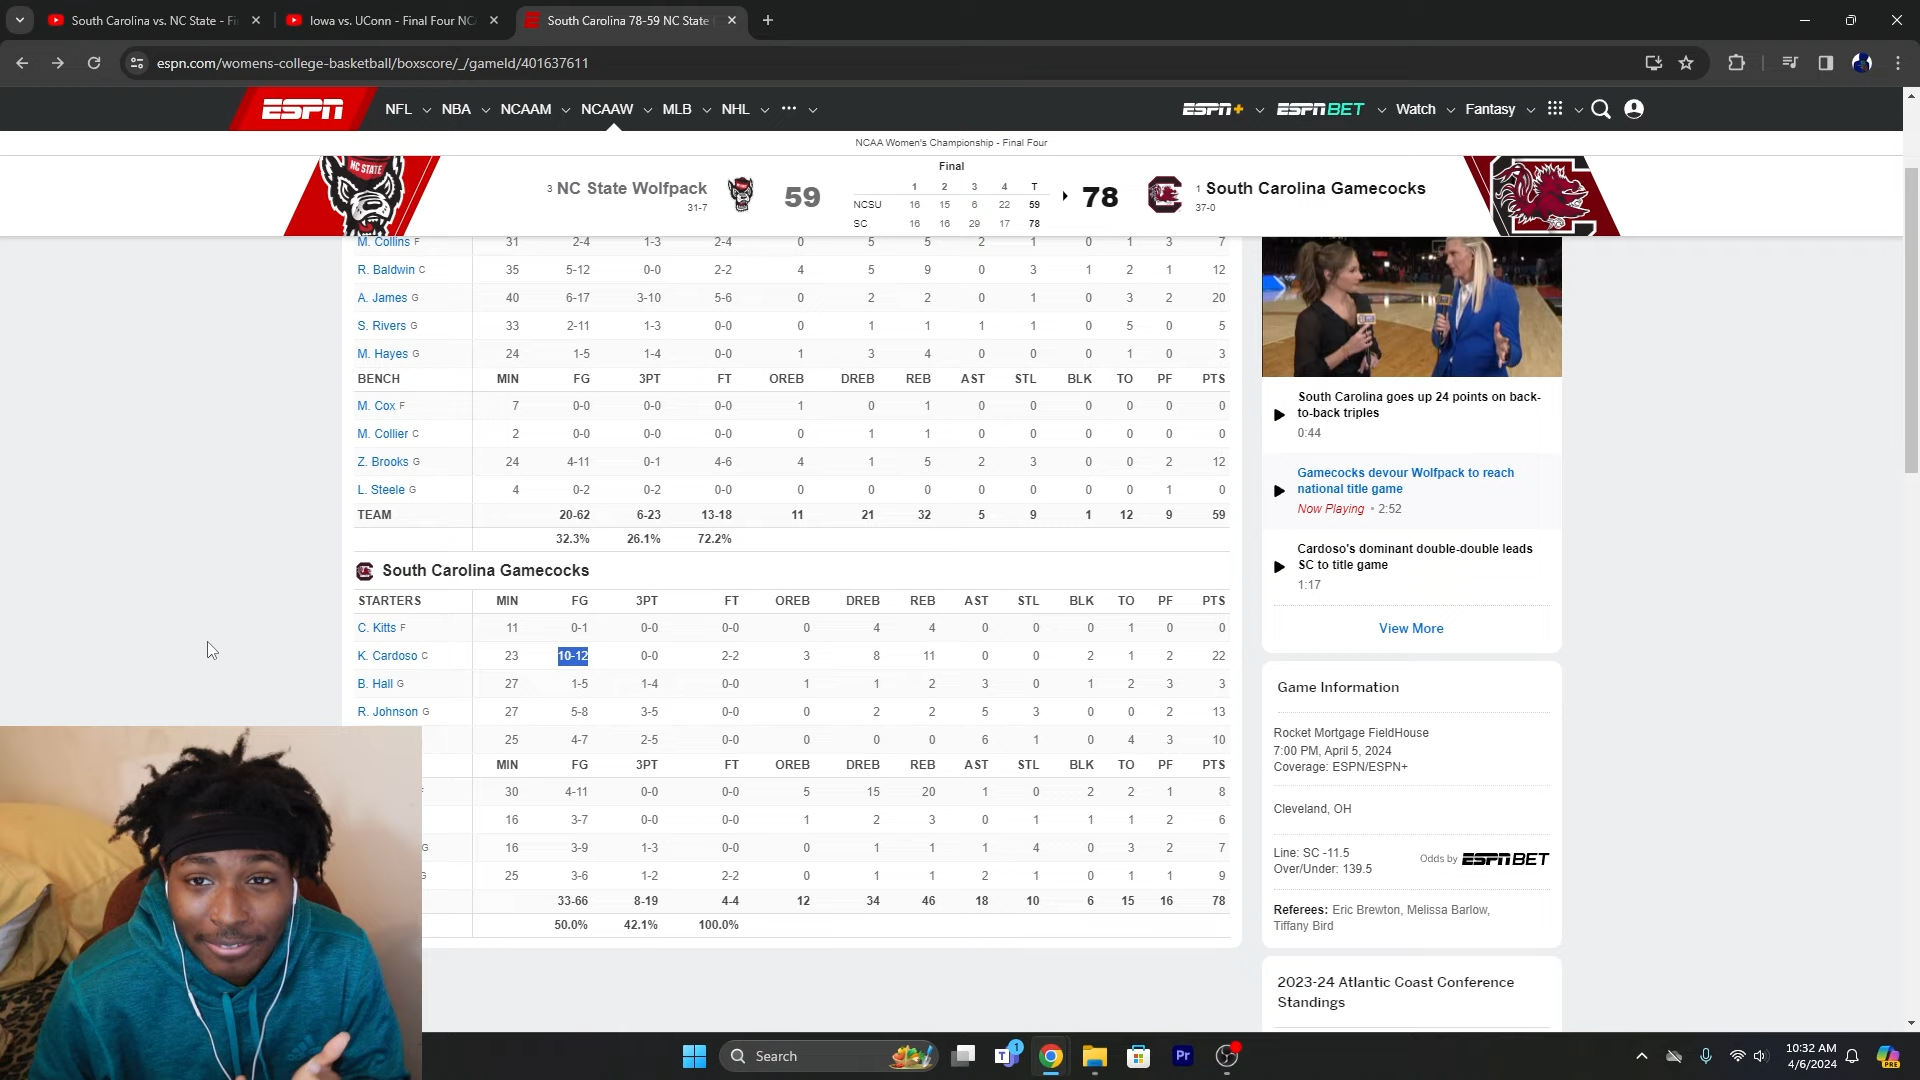 South Carolina vs. NC State - Fi
Iowa vs. UConn - Final Four NCA
South Carolina 78-59 NC State
espn.com/womens-college-basketball/boxscore/_/gameId/401637611
ESPN NFL NBA NCAAM NCAAW MLB NHL ••• ESPN+ ESPN BET Watch Fantasy
NCAA Women's Championship - Final Four
Final
3 NC State Wolfpack 59
31-7
1 2 3 4 T
NCSU 16 15 6 22 59
SC 16 16 29 17 78
78 1 South Carolina Gamecocks
37-0
NC STATE
M. Collins F 31 2-4 1-3 2-4 0 5 5 2 1 0 1 3 7
R. Baldwin C 35 5-12 0-0 2-2 4 5 9 0 3 1 2 1 12
A. James G 40 6-17 3-10 5-6 0 2 2 0 1 0 3 2 20
S. Rivers G 33 2-11 1-3 0-0 0 1 1 1 1 0 5 0 5
M. Hayes G 24 1-5 1-4 0-0 1 3 4 0 0 0 1 0 3
BENCH MIN FG 3PT FT OREB DREB REB AST STL BLK TO PF PTS
M. Cox F 7 0-0 0-0 0-0 1 0 1 0 0 0 0 0 0
M. Collier C 2 0-0 0-0 0-0 0 1 1 0 0 0 0 0 0
Z. Brooks G 24 4-11 0-1 4-6 4 1 5 2 3 0 0 2 12
L. Steele G 4 0-2 0-2 0-0 0 0 0 0 0 0 0 1 0
TEAM 20-62 6-23 13-18 11 21 32 5 9 1 12 9 59
32.3% 26.1% 72.2%
South Carolina Gamecocks
STARTERS MIN FG 3PT FT OREB DREB REB AST STL BLK TO PF PTS
C. Kitts F 11 0-1 0-0 0-0 0 4 4 0 0 0 1 0 0
K. Cardoso C 23 10-12 0-0 2-2 3 8 11 0 0 2 1 2 22
B. Hall G 27 1-5 1-4 0-0 1 1 2 3 0 1 2 3 3
R. Johnson G 27 5-8 3-5 0-0 0 2 2 5 3 0 0 2 13
25 4-7 2-5 0-0 0 0 0 6 1 0 4 3 10
MIN FG 3PT FT OREB DREB REB AST STL BLK TO PF PTS
30 4-11 0-0 0-0 5 15 20 1 0 2 2 1 8
16 3-7 0-0 0-0 1 2 3 0 1 1 1 2 6
G 16 3-9 1-3 0-0 0 1 1 1 4 0 3 2 7
G 25 3-6 1-2 2-2 0 1 1 2 1 0 1 1 9
33-66 8-19 4-4 12 34 46 18 10 6 15 16 78
50.0% 42.1% 100.0%
South Carolina goes up 24 points on back-
to-back triples
0:44
Gamecocks devour Wolfpack to reach
national title game
Now Playing • 2:52
Cardoso's dominant double-double leads
SC to title game
1:17
View More
Game Information
Rocket Mortgage FieldHouse
7:00 PM, April 5, 2024
Coverage: ESPN/ESPN+
Cleveland, OH
Line: SC -11.5
Over/Under: 139.5
Odds by ESPN BET
Referees: Eric Brewton, Melissa Barlow,
Tiffany Bird
2023-24 Atlantic Coast Conference
Standings
Search
T 1
Pr
10:32 AM
4/6/2024
PRE